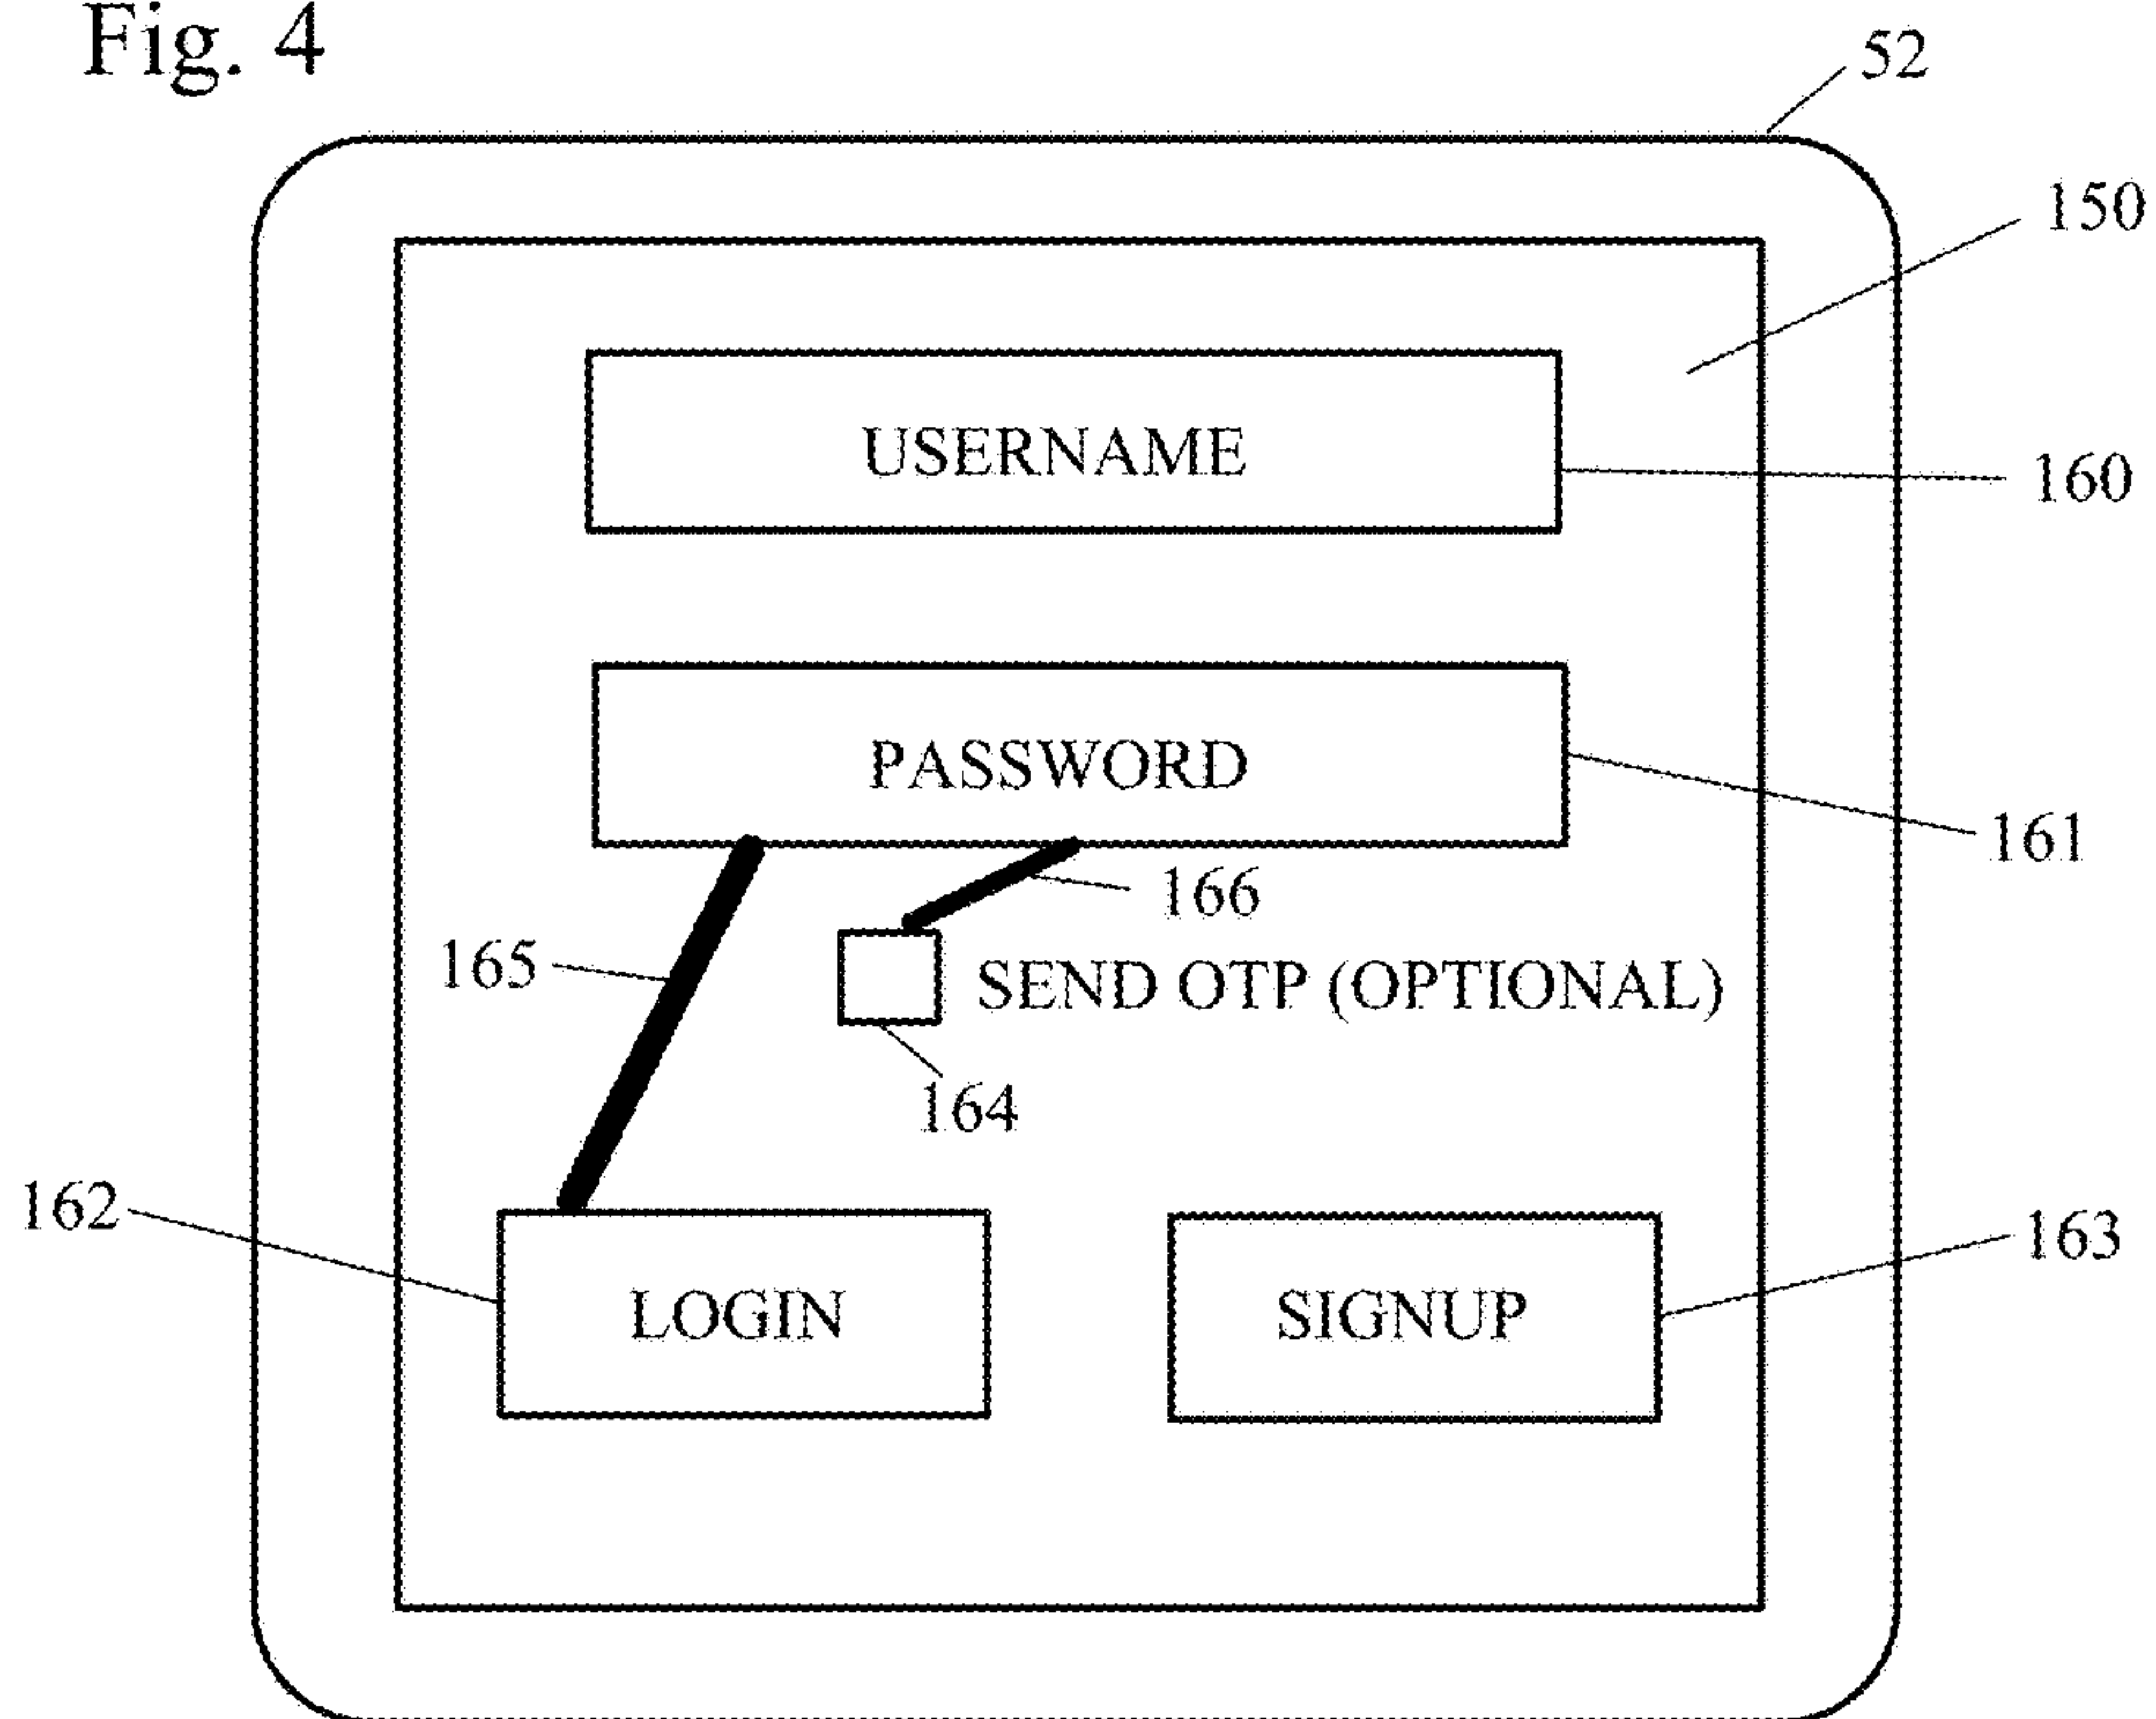 Fig. 4
52
150
USERNAME
160
PASSWORD
161
166
165
SEND OTP (OPTIONAL)
164
162
163
LOGIN
SIGNUP